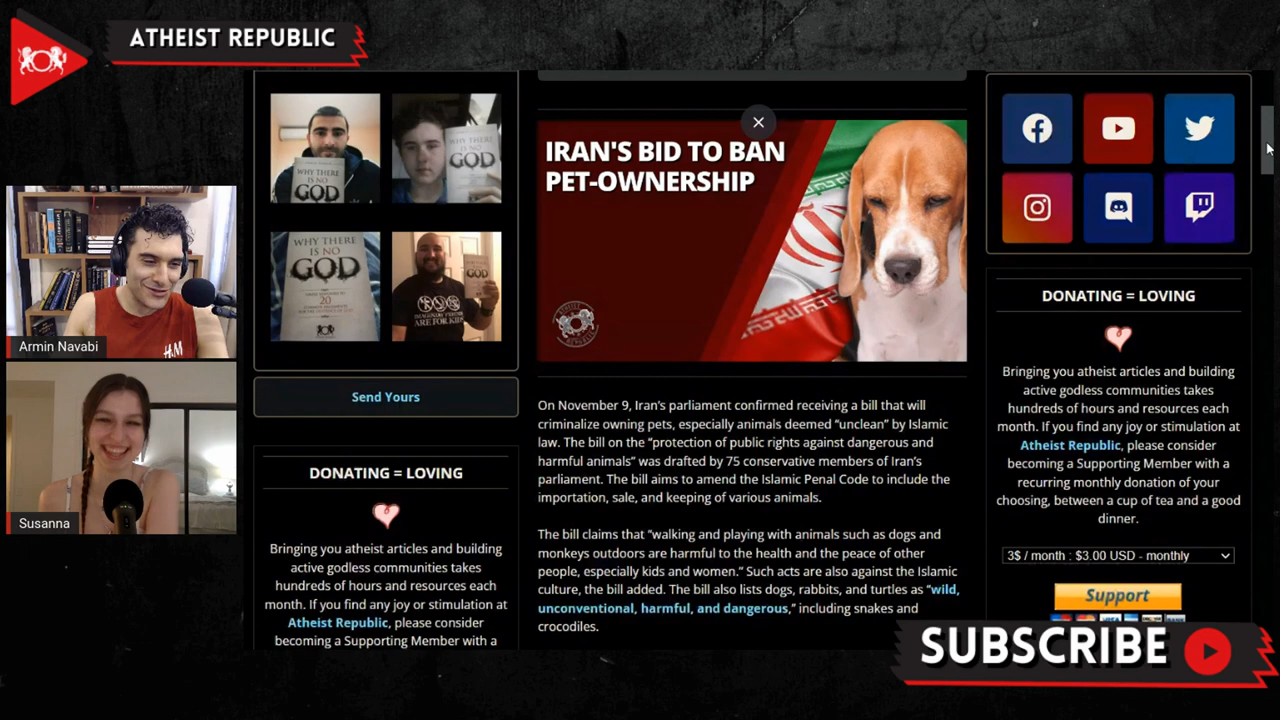 ATHEIST REPUBLIC
WHY THERE
IS NO
GOD
WHY THERE
IS NO
GOD
WHY THERE
IS NO
GOD
20
GOD
ARE FOR KIDS
Send Yours
DONATING = LOVING
Bringing you atheist articles and building
active godless communities takes
hundreds of hours and resources each
month. If you find any joy or stimulation at
Atheist Republic, please consider
becoming a Supporting Member with a
H&M
Armin Navabi
Susanna
IRAN'S BID TO BAN
PET-OWNERSHIP
On November 9, Iran's parliament confirmed receiving a bill that will
criminalize owning pets, especially animals deemed "unclean" by Islamic
law. The bill on the "protection of public rights against dangerous and
harmful animals" was drafted by 75 conservative members of Iran's
parliament. The bill aims to amend the Islamic Penal Code to include the
importation, sale, and keeping of various animals.
The bill claims that "walking and playing with animals such as dogs and
monkeys outdoors are harmful to the health and the peace of other
people, especially kids and women." Such acts are also against the Islamic
culture, the bill added. The bill also lists dogs, rabbits, and turtles as "wild,
unconventional, harmful, and dangerous," including snakes and
crocodiles.
DONATING = LOVING
Bringing you atheist articles and building
active godless communities takes
hundreds of hours and resources each
month. If you find any joy or stimulation at
Atheist Republic, please consider
becoming a Supporting Member with a
recurring monthly donation of your
choosing, between a cup of tea and a good
dinner.
3$ / month : $3.00 USD - monthly
Support
SUBSCRIBE